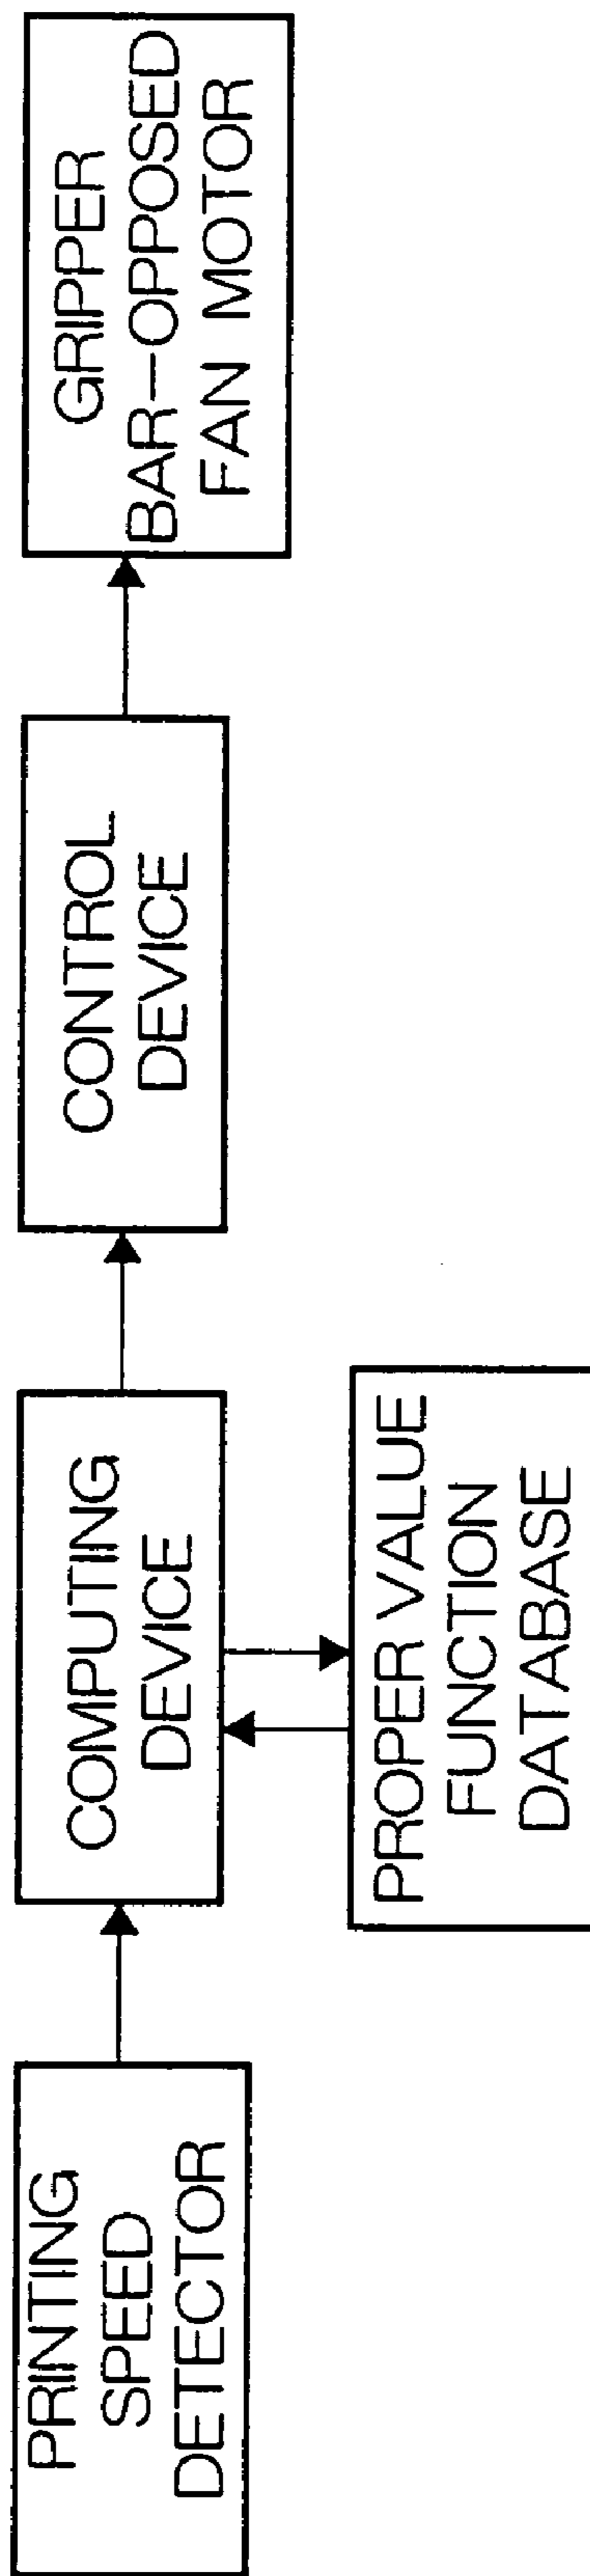 PRINTING
SPEED
DETECTOR
COMPUTING
DEVICE
PROPER VALUE
FUNCTION
DATABASE
CONTROL
DEVICE
GRIPPER
BAR-OPPOSED
FAN MOTOR